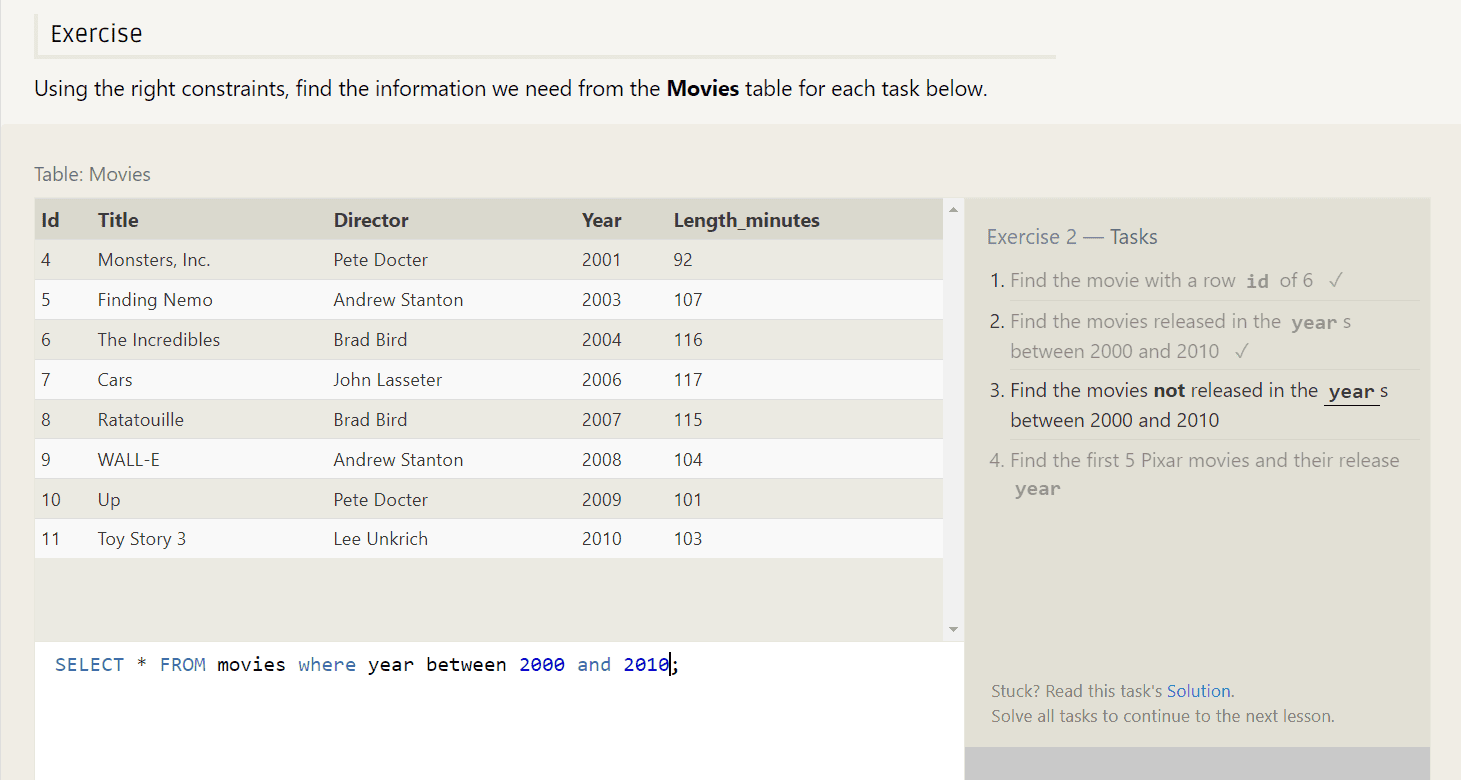 Exercise
Using the right constraints, find the information we need from the Movies table for each task below.
Table: Movies
Id Title Director Year Length_minutes
4 Monsters, Inc. Pete Docter 2001 92
5 Finding Nemo Andrew Stanton 2003 107
6 The Incredibles Brad Bird 2004 116
7 Cars John Lasseter 2006 117
8 Ratatouille Brad Bird 2007 115
9 WALL-E Andrew Stanton 2008 104
10 Up Pete Docter 2009 101
11 Toy Story 3 Lee Unkrich 2010 103
SELECT * FROM movies where year between 2000 and 2010;
Exercise 2 — Tasks
1. Find the movie with a row id of 6 ✓
2. Find the movies released in the year s
between 2000 and 2010 ✓
3. Find the movies not released in the year s
between 2000 and 2010
4. Find the first 5 Pixar movies and their release
year
Stuck? Read this task's Solution.
Solve all tasks to continue to the next lesson.